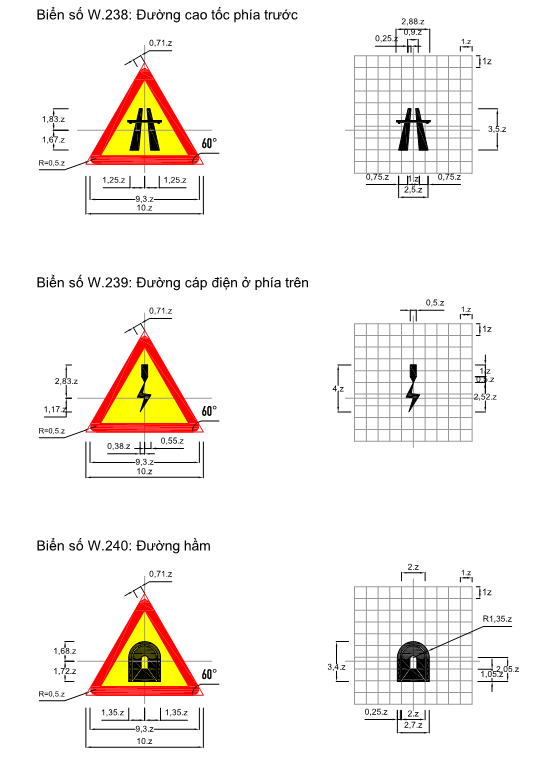 Biển số W.238: Đường cao tốc phía trước
0,71.z
1,83.z
1,67.z
60°
R=0,5.z
1,25.z 1,25.z
9,3.z
10.z
2,88.z
0,9.z
0,25.z
1.z
1z
3,5.z
0,75.z 1.z 0,75.z
2,5.z
Biển số W.239: Đường cáp điện ở phía trên
0,71.z
2,83.z
1,17.z
60°
R=0,5.z
0,38.z 0,55.z
9,3.z
10.z
0,5.z
1.z
1z
4.z
1.z
0,5.z
2,52.z
Biển số W.240: Đường hầm
0,71.z
1,68.z
1,72.z
60°
R=0,5.z
1,35.z 1,35.z
9,3.z
10.z
2.z
1.z
1z
R1,35.z
3,4.z
2,05.z
1,05.z
0,25.z 2.z
2,7.z